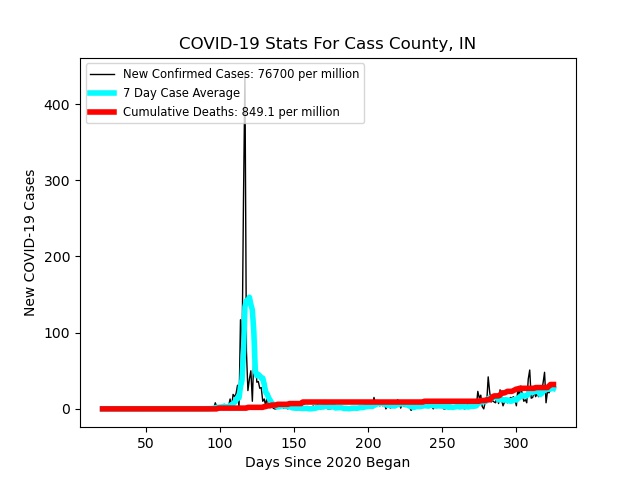 COVID-19 Stats For Cass County, IN
New Confirmed Cases: 76700 per million
7 Day Case Average
Cumulative Deaths: 849.1 per million
New COVID-19 Cases
400
300
200
100
0
50
100
150
200
250
300
Days Since 2020 Began